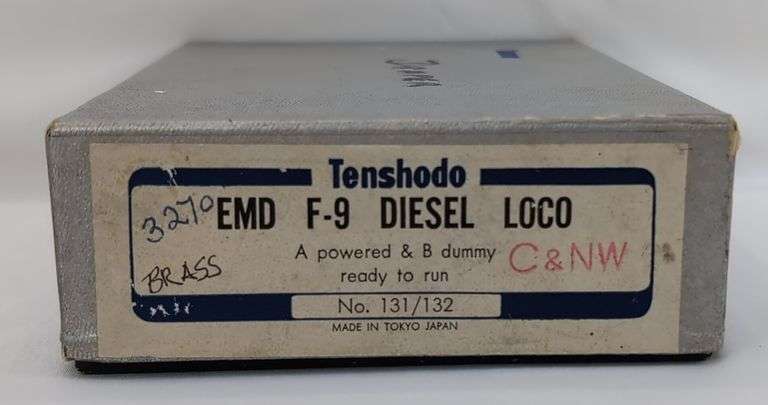 Tenshodo
3270
EMD F-9 DIESEL LOCO
A powered & B dummy
C&NW
BRASS
ready to run
No. 131/132
MADE IN TOKYO JAPAN